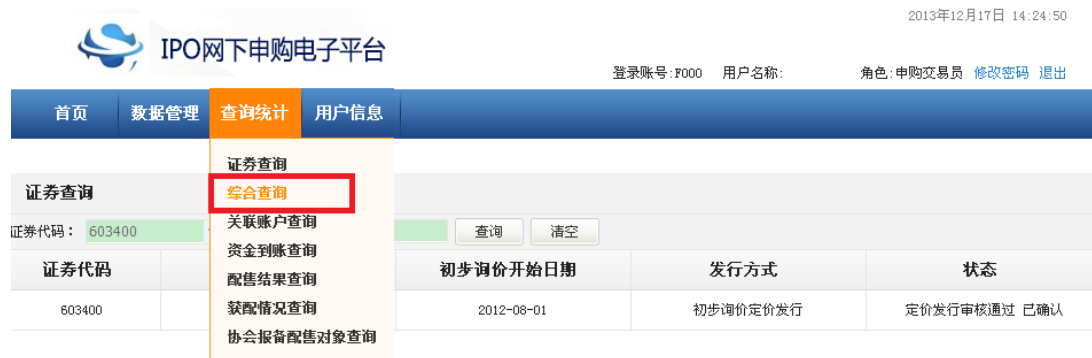 2013年12月17日 14:24:50
IPO网下申购电子平台
登录账号:F000 用户名称: 角色:申购交易员 修改密码 退出
首页 数据管理 查询统计 用户信息
证券查询
综合查询
关联账户查询
资金到账查询
配售结果查询
获配情况查询
协会报备配售对象查询
证券查询
证券代码: 603400 查询 清空
证券代码 初步询价开始日期 发行方式 状态
603400 2012-08-01 初步询价定价发行 定价发行审核通过 已确认